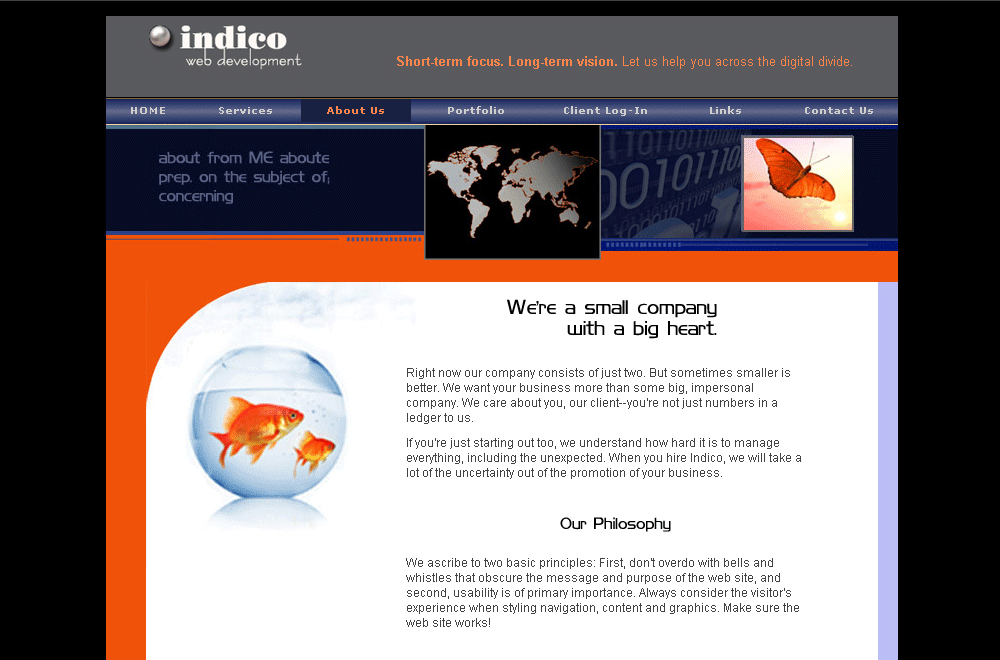 indico
web development
Short-term focus. Long-term vision. Let us help you across the digital divide.
HOME Services About Us Portfolio Client Log-In Links Contact Us
about from ME aboute
prep. on the subject of;
concerning
We're a small company
with a big heart.
Right now our company consists of just two. But sometimes smaller is
better. We want your business more than some big, impersonal
company. We care about you, our client--you're not just numbers in a
ledger to us.
If you're just starting out too, we understand how hard it is to manage
everything, including the unexpected. When you hire Indico, we will take a
lot of the uncertainty out of the promotion of your business.
Our Philosophy
We ascribe to two basic principles: First, don't overdo with bells and
whistles that obscure the message and purpose of the web site, and
second, usability is of primary importance. Always consider the visitor's
experience when styling navigation, content and graphics. Make sure the
web site works!